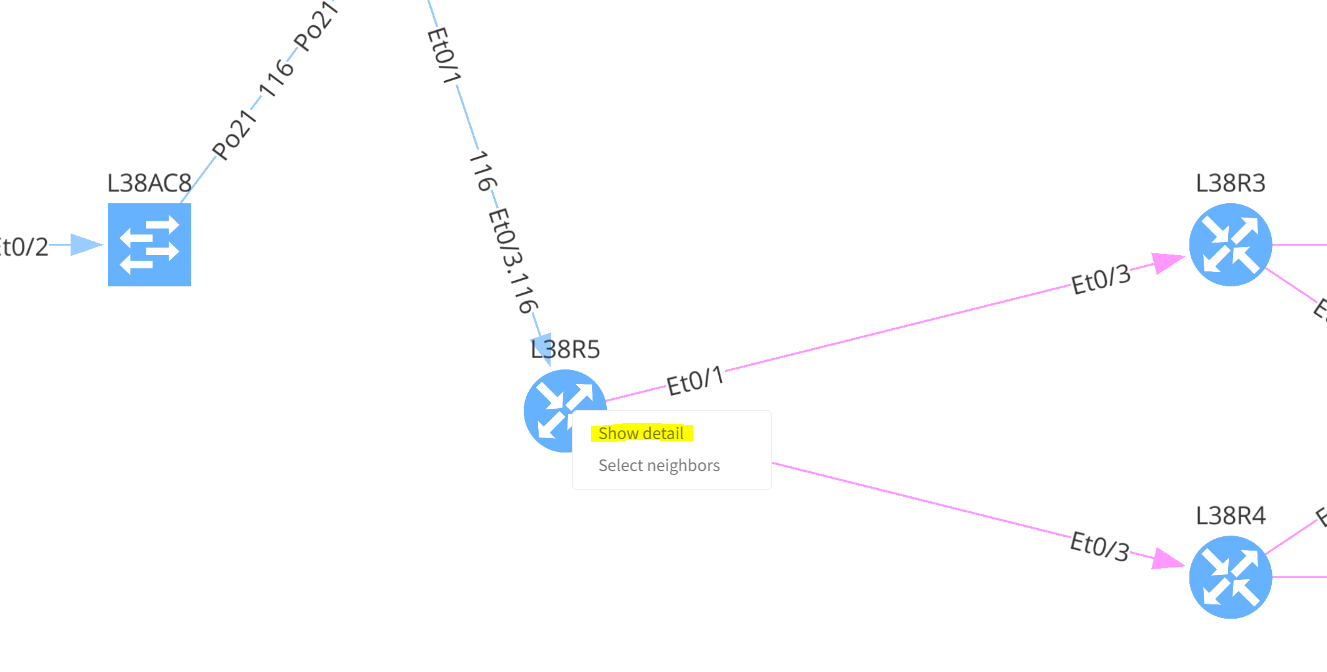 Po21
116
Po21
Et0/1
116
Et0/3.116
L38AC8
Et0/2
L38R5
Et0/1
Et0/3
L38R3
Show detail
Select neighbors
Et0/3
L38R4